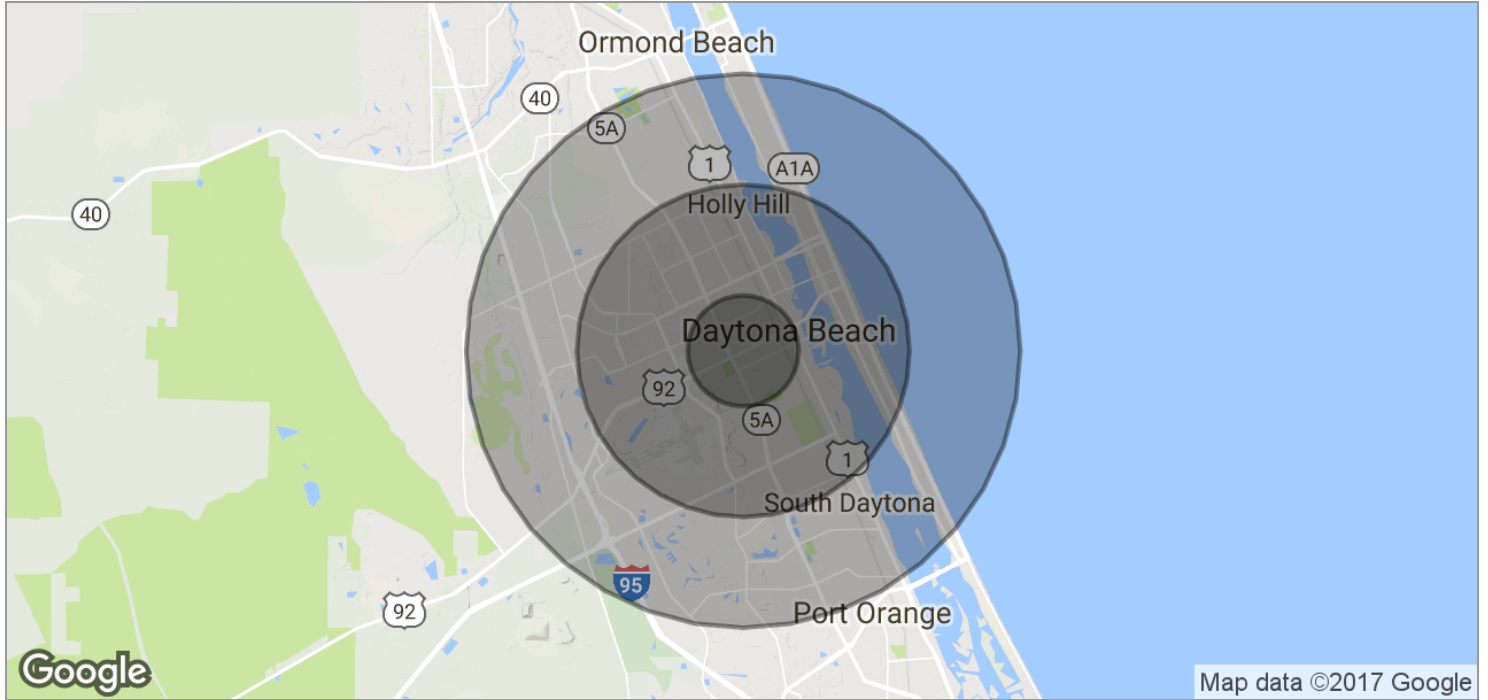 Ormond Beach
40
5A
1
A1A
40
Holly Hill
Daytona Beach
92
5A
1
South Daytona
95
92
Port Orange
Google
Map data ©2017 Google